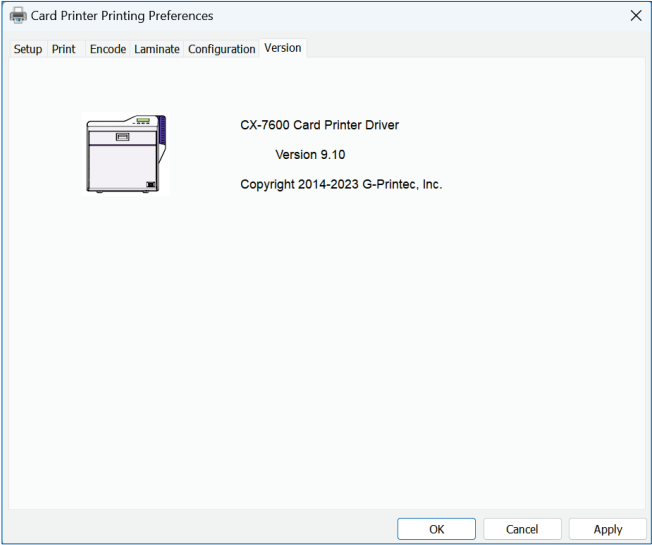 Card Printer Printing Preferences
Setup Print Encode Laminate Configuration Version
CX-7600 Card Printer Driver
Version 9.10
Copyright 2014-2023 G-Printec, Inc.
OK Cancel Apply